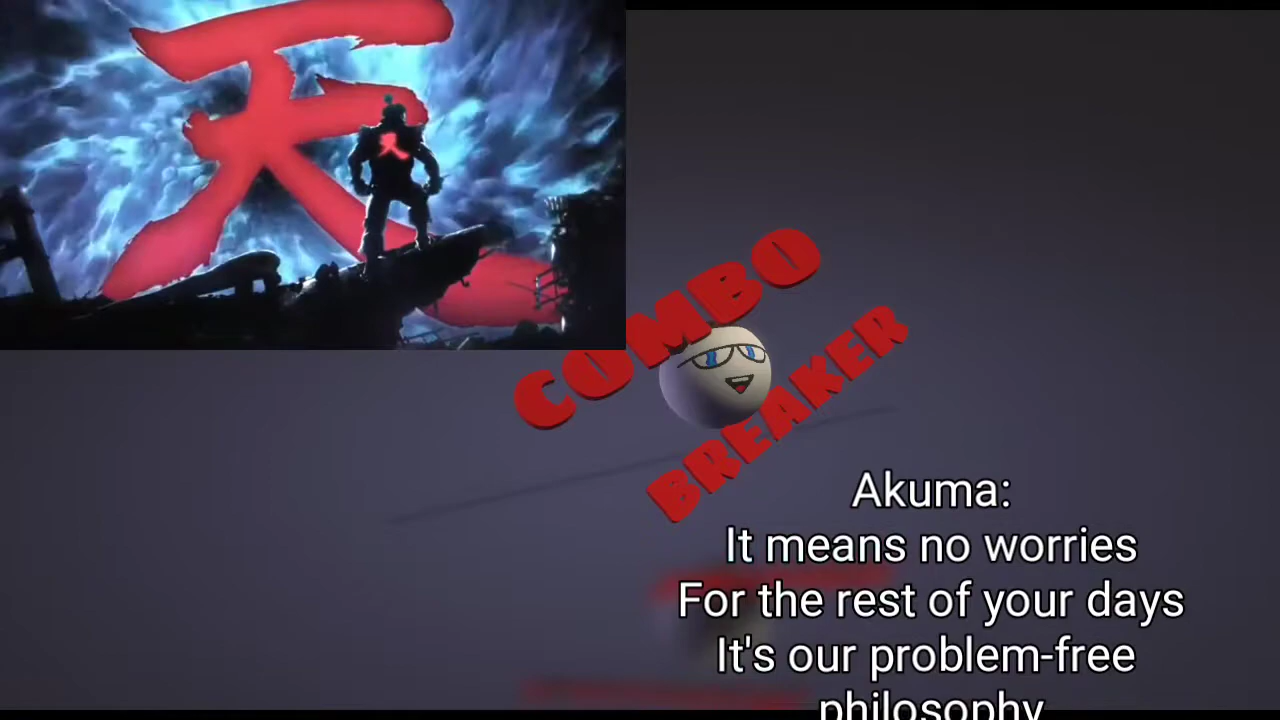 天
天
COMBO
BREAKER
Akuma:
It means no worries
For the rest of your days
It's our problem-free
philosophy